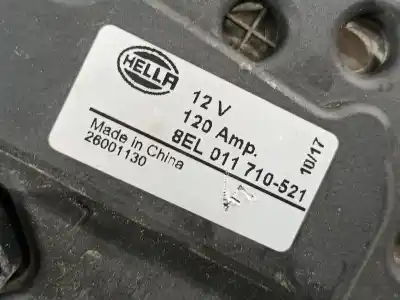 HELLA
12 V
120 Amp.
8EL 011 710-521
Made in China
26001130
10/17